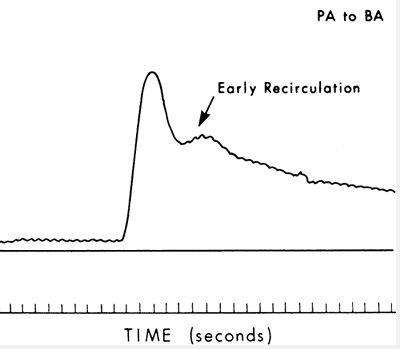 PA to BA
Early Recirculation
TIME (seconds)